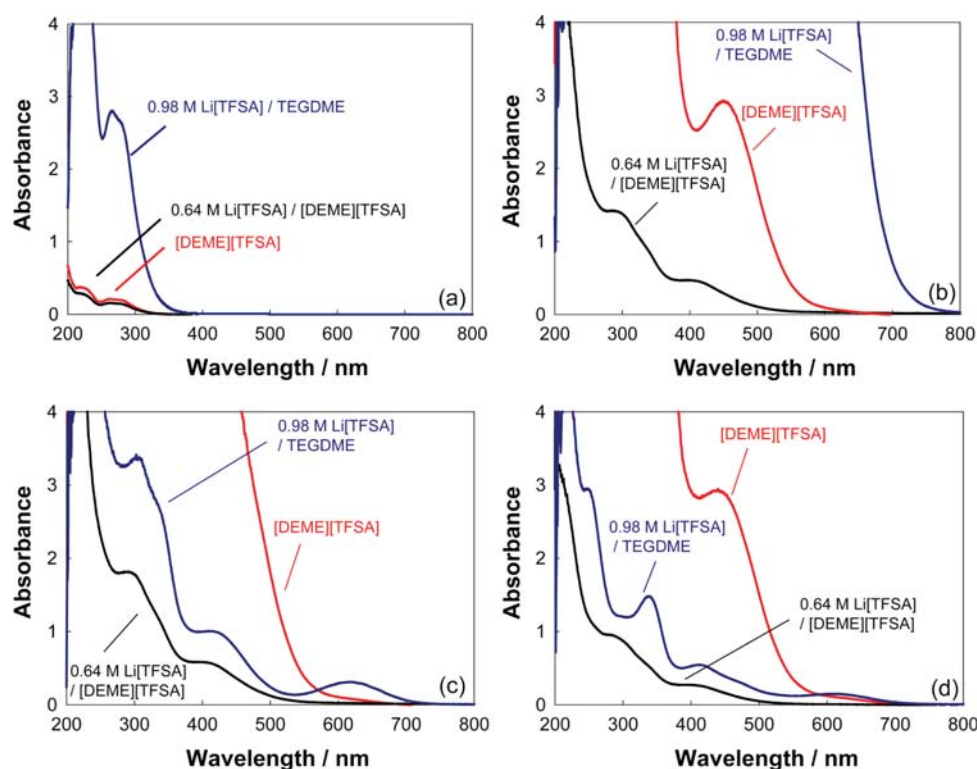 4
3
2
1
0
200 300 400 500 600 700 800
Absorbance
Wavelength / nm
0.98 M Li[TFSA] / TEGDME
0.64 M Li[TFSA] / [DEME][TFSA]
[DEME][TFSA]
(a)
4
3
2
1
0
200 300 400 500 600 700 800
Absorbance
Wavelength / nm
0.98 M Li[TFSA]
/ TEGDME
[DEME][TFSA]
0.64 M Li[TFSA]
/ [DEME][TFSA]
(b)
4
3
2
1
0
200 300 400 500 600 700 800
Absorbance
Wavelength / nm
0.98 M Li[TFSA]
/ TEGDME
[DEME][TFSA]
0.64 M Li[TFSA]
/ [DEME][TFSA]
(c)
4
3
2
1
0
200 300 400 500 600 700 800
Absorbance
Wavelength / nm
[DEME][TFSA]
0.98 M Li[TFSA]
/ TEGDME
0.64 M Li[TFSA]
/ [DEME][TFSA]
(d)